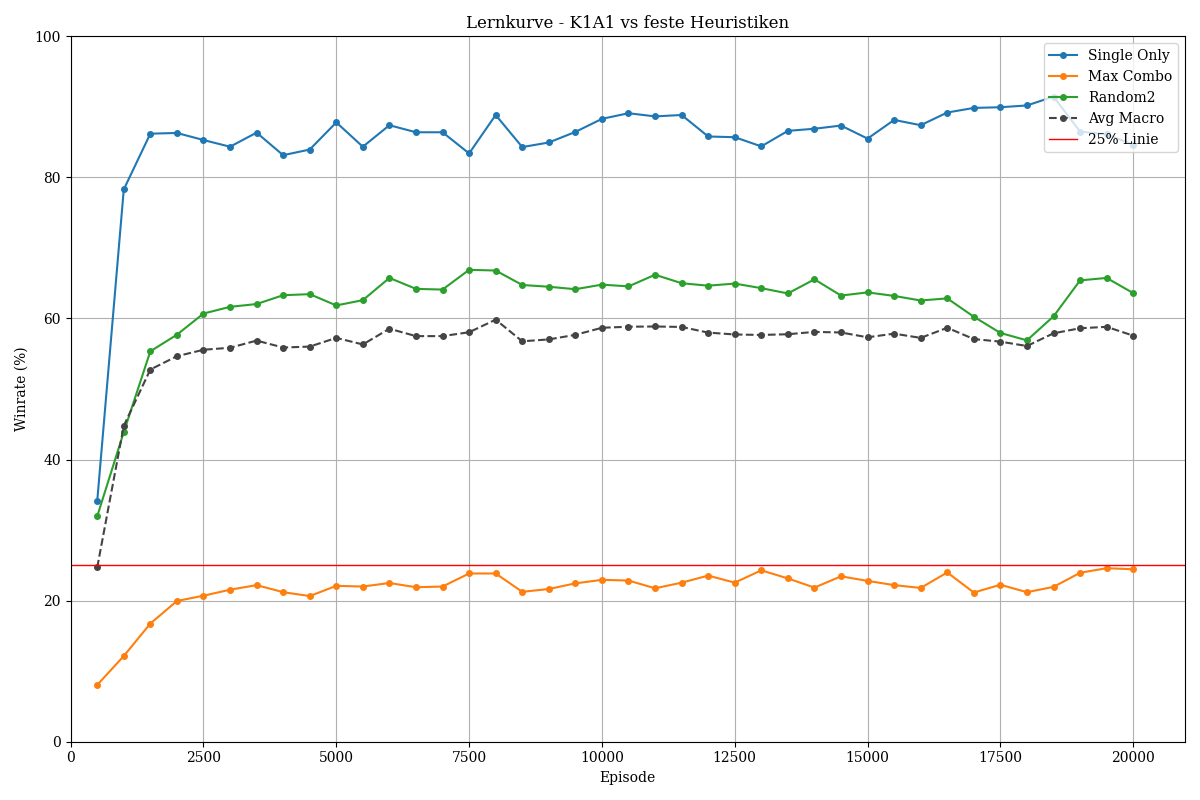 Lernkurve - K1A1 vs feste Heuristiken
100
80
60
40
20
0
Winrate (%)
Single Only
Max Combo
Random2
Avg Macro
25% Linie
0 2500 5000 7500 10000 12500 15000 17500 20000
Episode